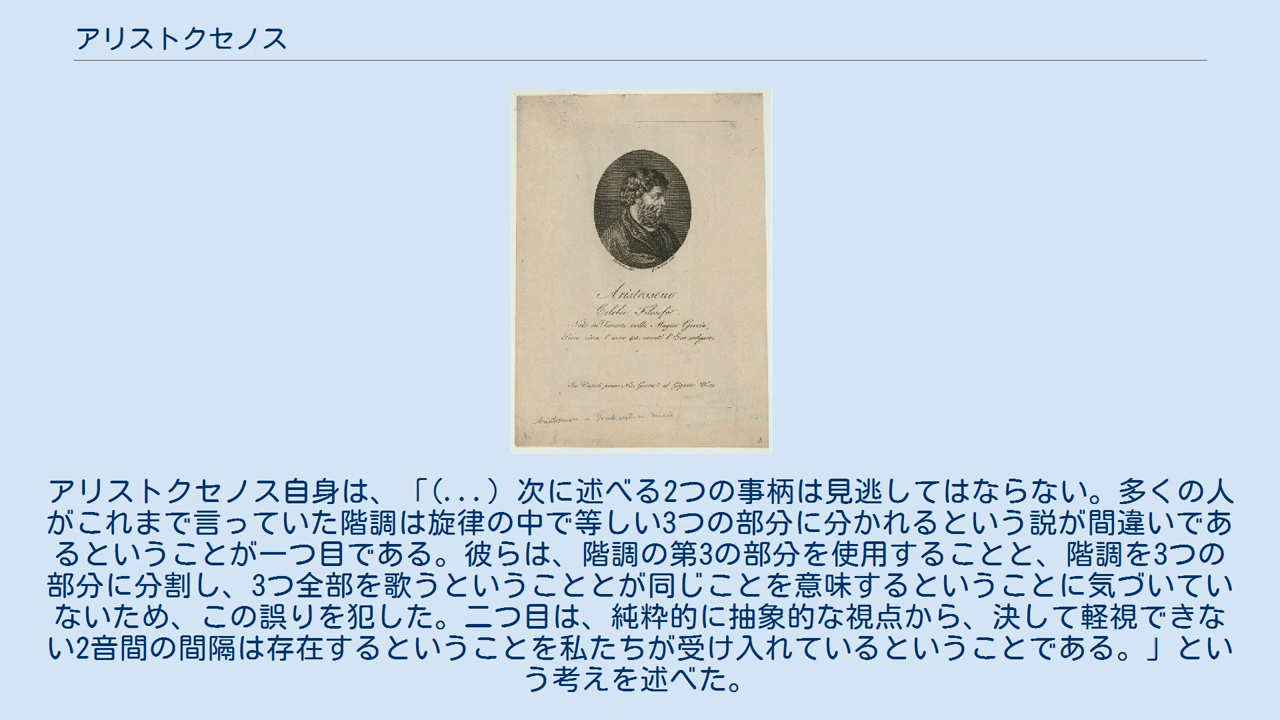 アリストクセノス
Aristosseno
Celebre Filosofo
アリストクセノス自身は、「(...) 次に述べる2つの事柄は見逃してはならない。多くの人
がこれまで言っていた階調は旋律の中で等しい3つの部分に分かれるという説が間違いであ
るということが一つ目である。彼らは、階調の第3の部分を使用することと、階調を3つの
部分に分割し、3つ全部を歌うということとが同じことを意味するということに気づいてい
ないため、この誤りを犯した。二つ目は、純粋的に抽象的な視点から、決して軽視できな
い2音間の間隔は存在するということを私たちが受け入れているということである。」とい
う考えを述べた。